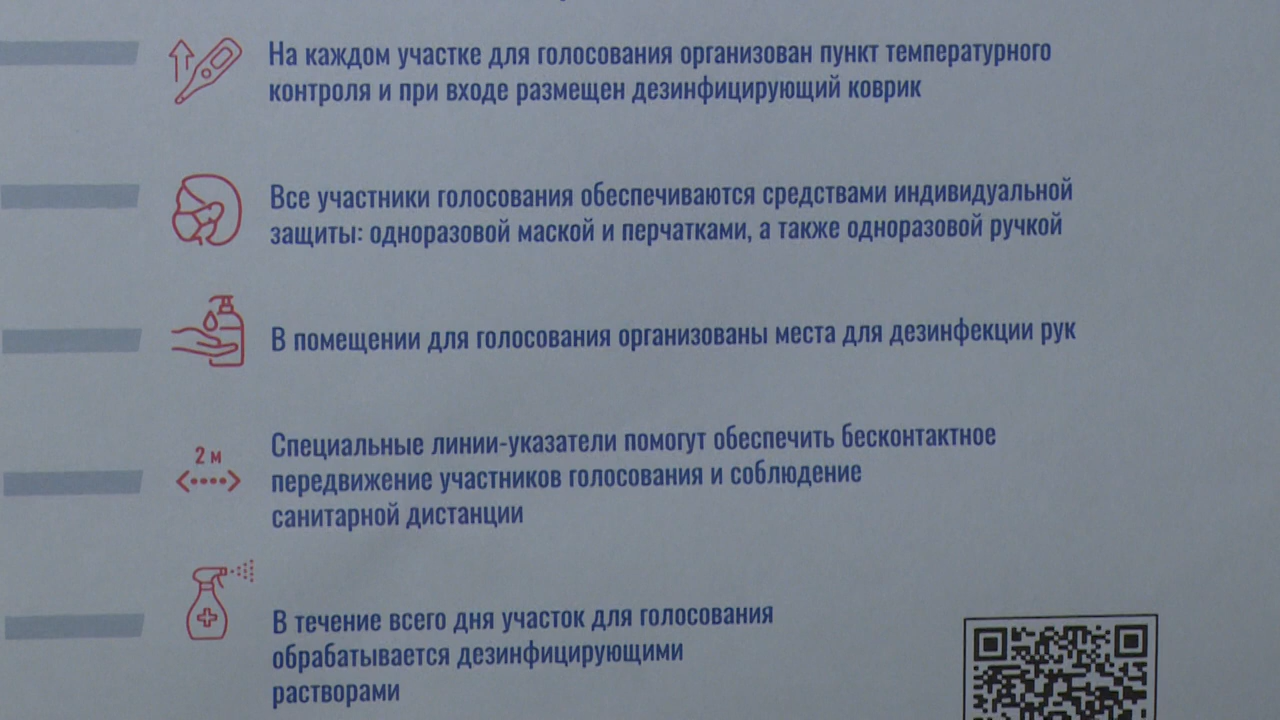 На каждом участке для голосования организован пункт температурного
контроля и при входе размещен дезинфицирующий коврик
Все участники голосования обеспечиваются средствами индивидуальной
защиты: одноразовой маской и перчатками, а также одноразовой ручкой
В помещении для голосования организованы места для дезинфекции рук
2 м
Специальные линии-указатели помогут обеспечить бесконтактное
передвижение участников голосования и соблюдение
санитарной дистанции
В течение всего дня участок для голосования
обрабатывается дезинфицирующими
растворами